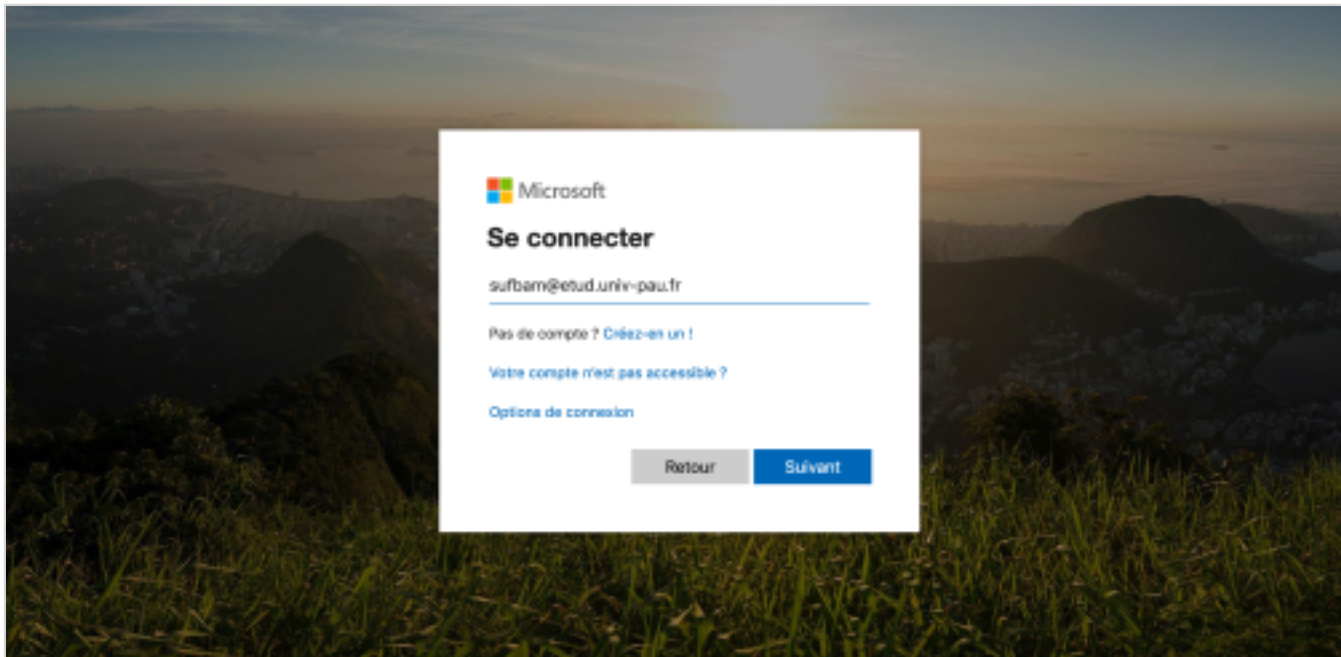 Microsoft
Se connecter
sufbam@etud.univ-pau.fr
Pas de compte ? Créez-en un !
Votre compte n'est pas accessible ?
Options de connexion
Retour
Suivant